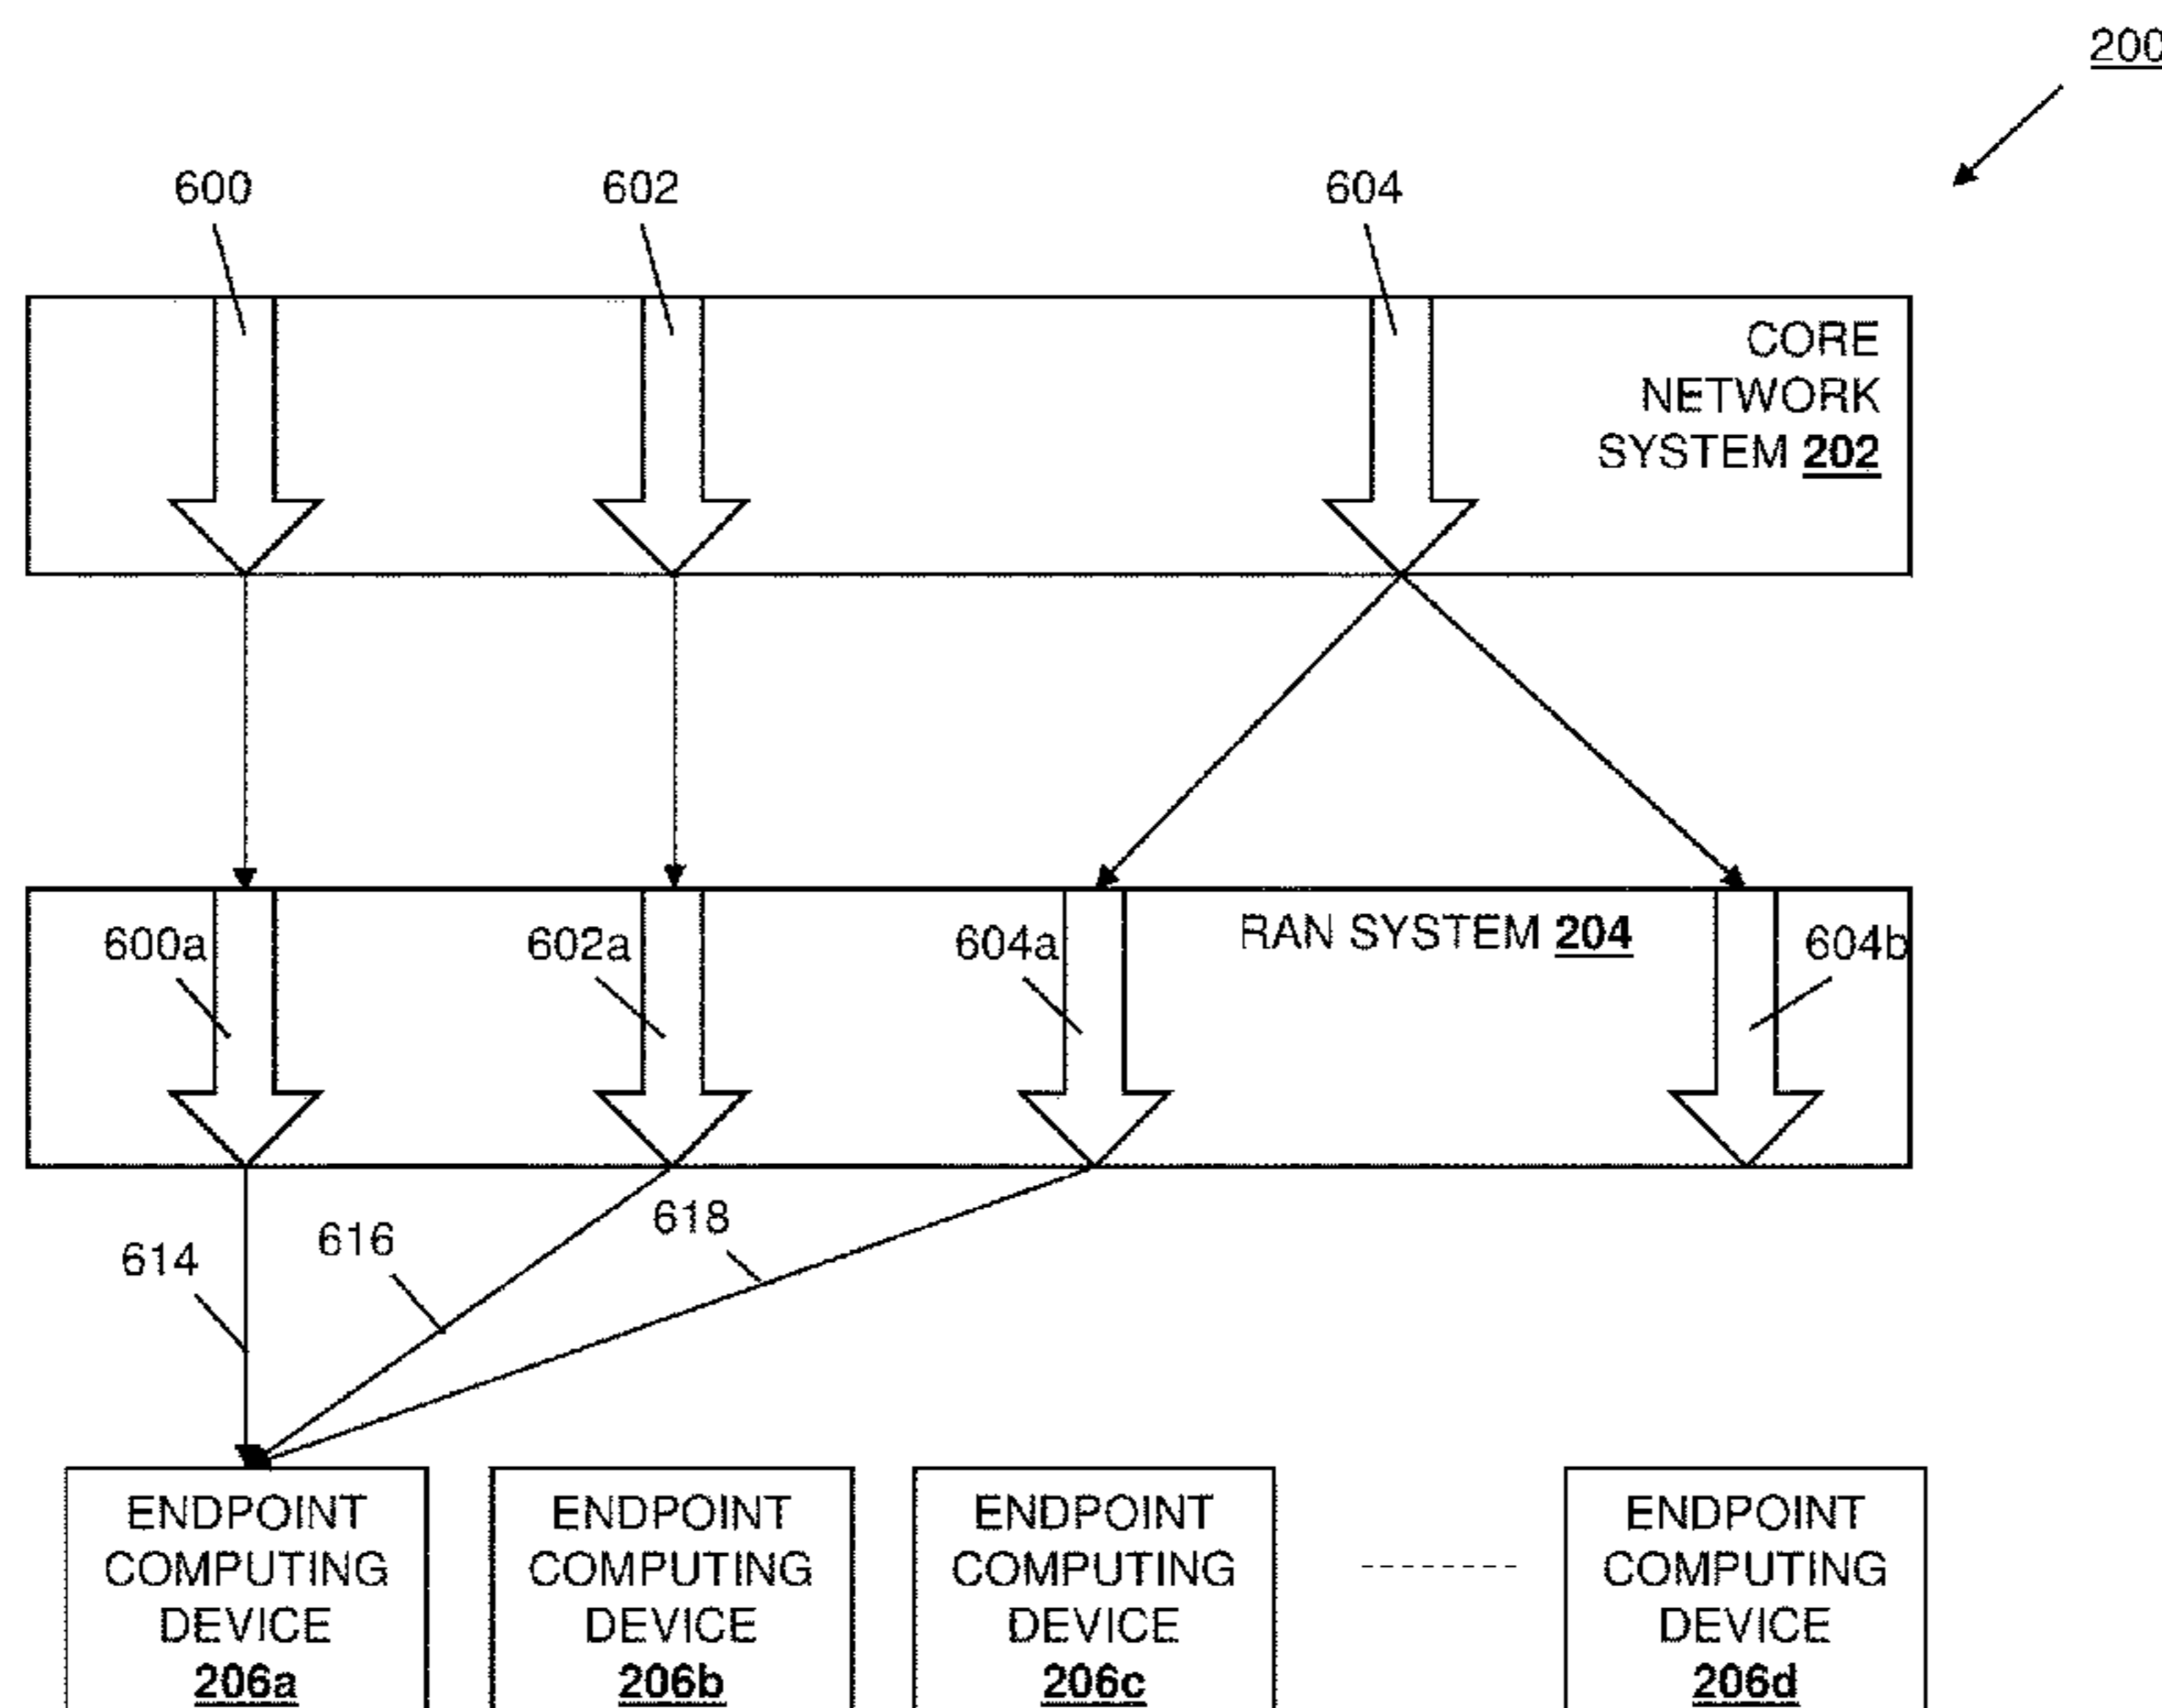 200
600
602
604
CORE
NETWORK
SYSTEM 202
600a
602a
604a
RAN SYSTEM 204
604b
614
616
618
ENDPOINT
COMPUTING
DEVICE
206a
ENDPOINT
COMPUTING
DEVICE
206b
ENDPOINT
COMPUTING
DEVICE
206c
ENDPOINT
COMPUTING
DEVICE
206d